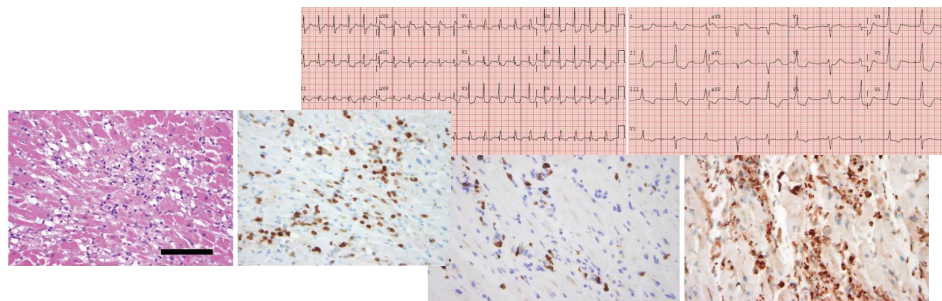 aVR V1 V4
aVL V2 V5
II aVF V3 V6
I aVR V1 V4
II aVL V2 V5
III aVF V3 V6
V1